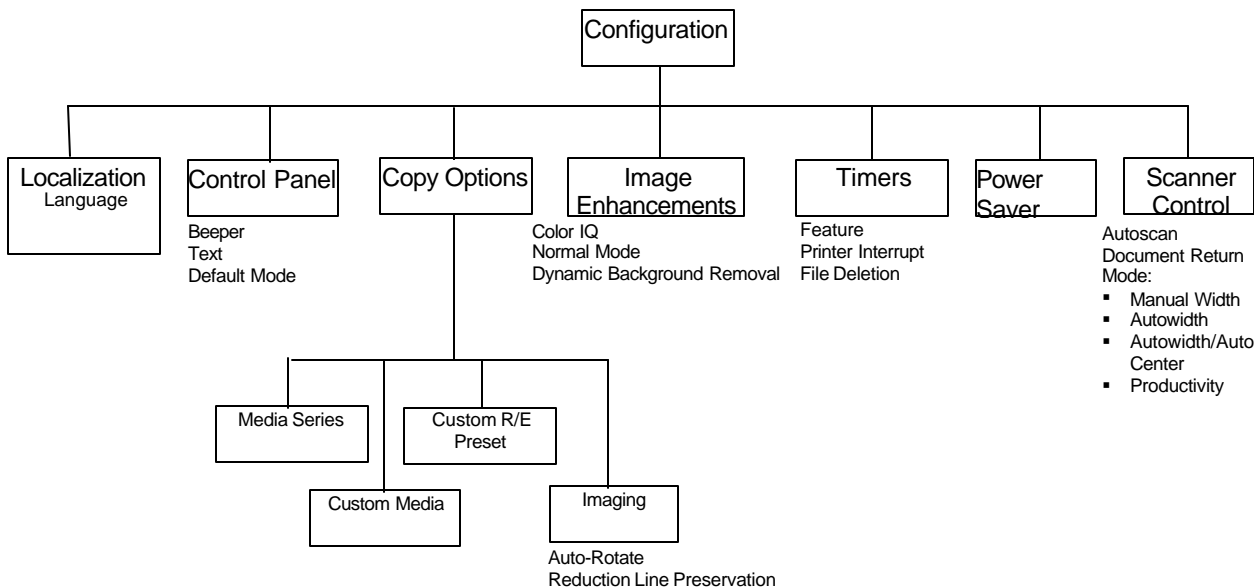 Configuration
Localization
Language
Control Panel
Beeper
Text
Default Mode
Copy Options
Image
Enhancements
Color IQ
Normal Mode
Dynamic Background Removal
Timers
Feature
Printer Interrupt
File Deletion
Power
Saver
Scanner
Control
Autoscan
Document Return
Mode:
▪ Manual Width
▪ Autowidth
▪ Autowidth/Auto
Center
▪ Productivity
Media Series
Custom R/E
Preset
Custom Media
Imaging
Auto-Rotate
Reduction Line Preservation